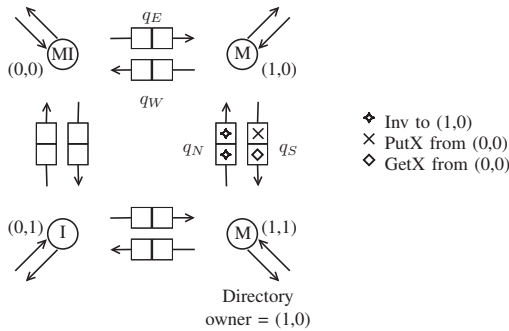 q_E
MI
M
(0,0)
(1,0)
q_W
q_N
q_S
Inv to (1,0)
PutX from (0,0)
GetX from (0,0)
(0,1)
I
M
(1,1)
Directory
owner = (1,0)